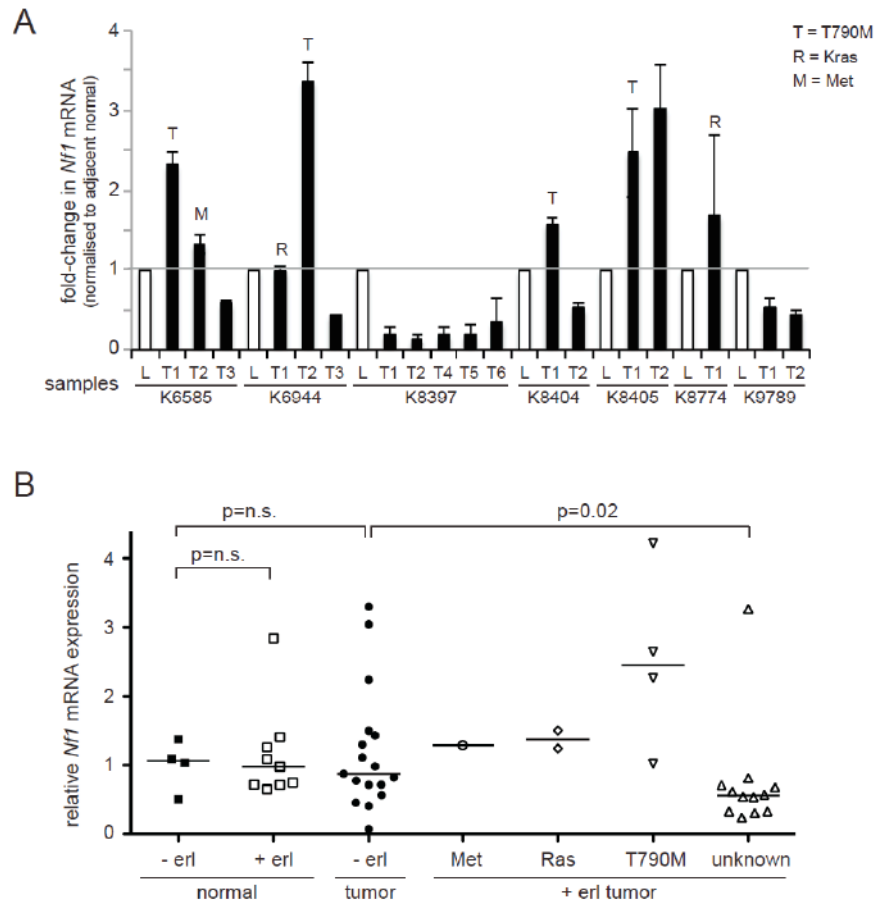 A
T = T790M
R = Kras
M = Met
fold-change in Nf1 mRNA
(normalised to adjacent normal)
4
3
2
1
0
T
M
R
T
T
T
R
samples
L T1 T2 T3 L T1 T2 T3 L T1 T2 T4 T5 T6 L T1 T2 L T1 T2 L T1 L T1 T2
K6585 K6944 K8397 K8404 K8405 K8774 K9789
B
relative Nf1 mRNA expression
4
3
2
1
0
p=n.s.
p=n.s.
p=0.02
- erl + erl - erl Met Ras T790M unknown
normal tumor + erl tumor